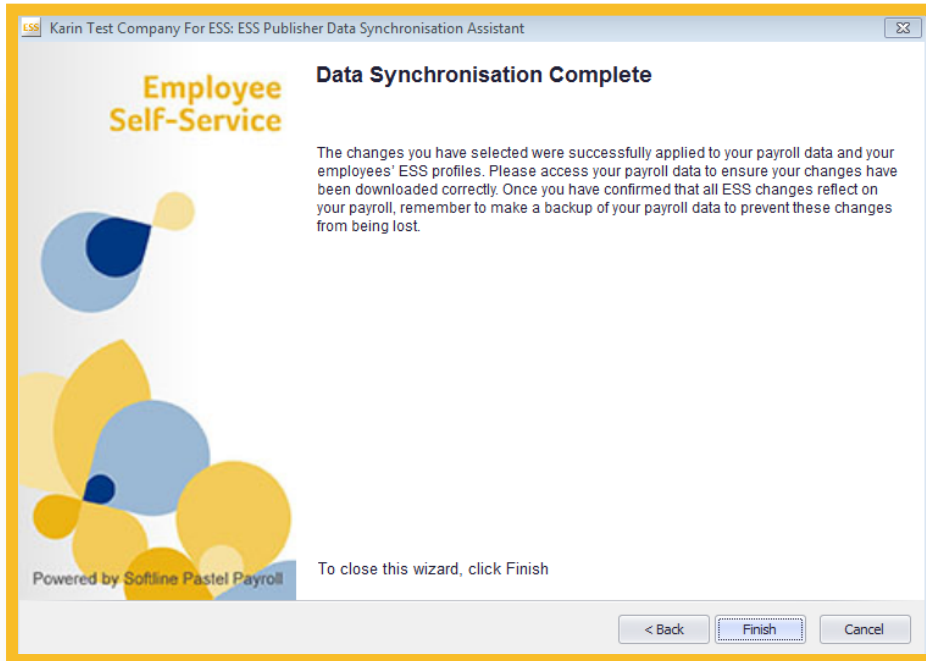 ESS Karin Test Company For ESS: ESS Publisher Data Synchronisation Assistant
Employee
Self-Service
Data Synchronisation Complete
The changes you have selected were successfully applied to your payroll data and your
employees' ESS profiles. Please access your payroll data to ensure your changes have
been downloaded correctly. Once you have confirmed that all ESS changes reflect on
your payroll, remember to make a backup of your payroll data to prevent these changes
from being lost.
Powered by Softline Pastel Payroll
To close this wizard, click Finish
< Back Finish Cancel